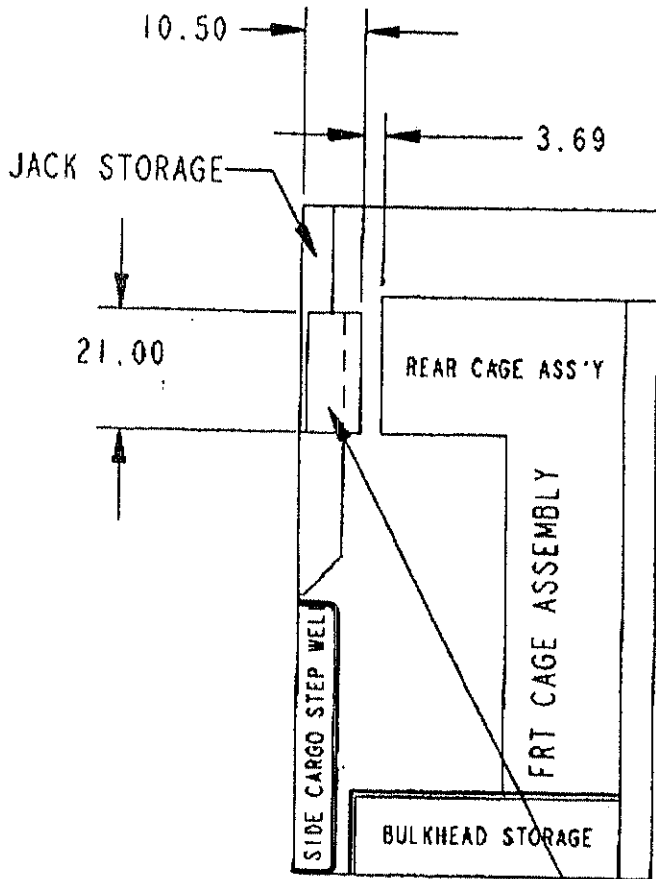 10.50
3.69
JACK STORAGE
21.00
REAR CAGE ASS'Y
FRT CAGE ASSEMBLY
SIDE CARGO STEP WELL
BULKHEAD STORAGE